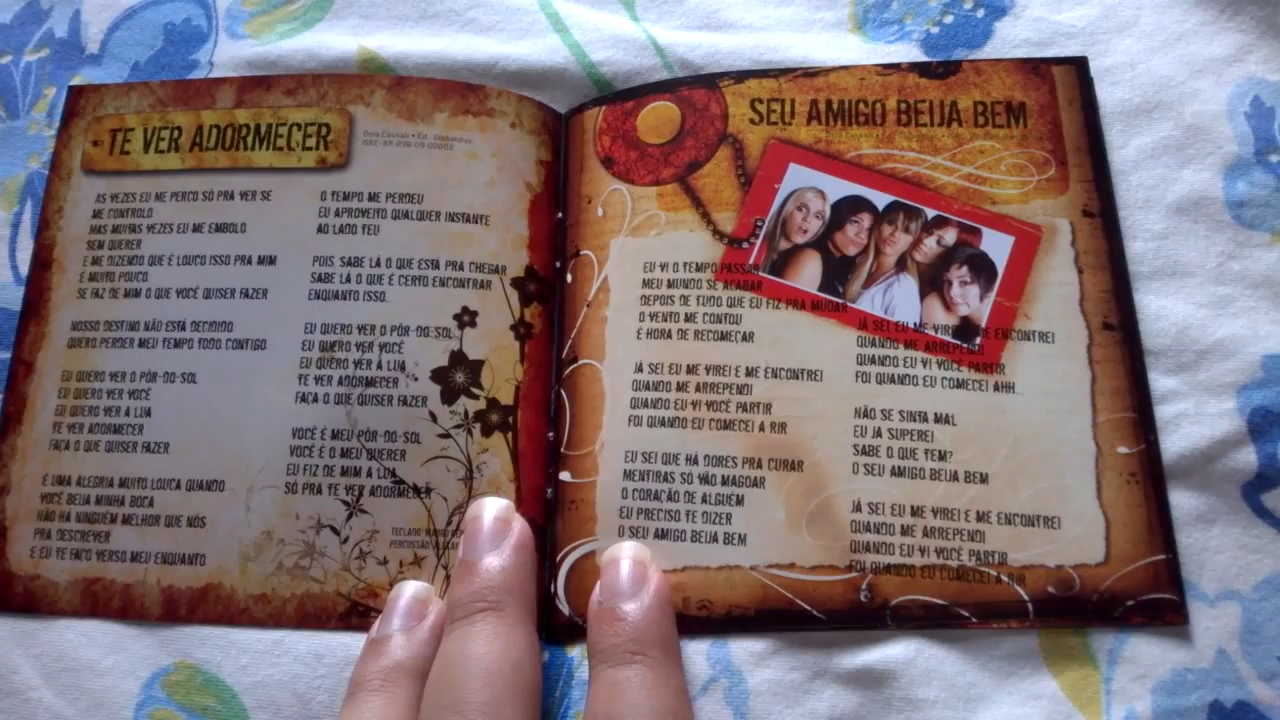 TE VER ADORMECER
ISRC: BR-R9B-09-00002
AS VEZES EU ME PERCO SÓ PRA VER SE
ME CONTROLO
MAS MUITAS VEZES EU ME EMBOLO
SEM QUERER
E ME DIZENDO QUE É LOUCO ISSO PRA MIM
É MUITO POUCO
SE FAZ DE MIM O QUE VOCÊ QUISER FAZER
NOSSO DESTINO NÃO ESTÁ DECIDIDO
QUERO PERDER MEU TEMPO TODO CONTIGO
EU QUERO VER O PÔR-DO-SOL
EU QUERO VER VOCÊ
EU QUERO VER A LUA
TE VER ADORMECER
FAÇA O QUE QUISER FAZER
É UMA ALEGRIA MUITO LOUCA QUANDO
VOCÊ BEIJA MINHA BOCA
NÃO HÁ NINGUÉM MELHOR QUE NÓS
PRA DESCREVER
E EU TE FAÇO VERSO MEU ENQUANTO
O TEMPO ME PERDEU
EU APROVEITO QUALQUER INSTANTE
AO LADO TEU
POIS SABE LÁ O QUE ESTÁ PRA CHEGAR
SABE LÁ O QUE É CERTO ENCONTRAR
ENQUANTO ISSO...
EU QUERO VER O PÔR-DO-SOL
EU QUERO VER VOCÊ
EU QUERO VER A LUA
TE VER ADORMECER
FAÇA O QUE QUISER FAZER
VOCÊ É MEU PÔR-DO-SOL
VOCÊ É O MEU QUERER
EU FIZ DE MIM A LUA
SÓ PRA TE VER ADORMECER
TECLADO:
PERCUSSÃO:
SEU AMIGO BEIJA BEM
EU VI O TEMPO PASSAR
MEU MUNDO SE ACABAR
DEPOIS DE TUDO QUE EU FIZ PRA MUDAR
O VENTO ME CONTOU
É HORA DE RECOMEÇAR
JÁ SEI EU ME VIREI E ME ENCONTREI
QUANDO ME ARREPENDI
QUANDO EU VI VOCÊ PARTIR
FOI QUANDO EU COMECEI A RIR
EU SEI QUE HÁ DORES PRA CURAR
MENTIRAS SÓ VÃO MAGOAR
O CORAÇÃO DE ALGUÉM
EU PRECISO TE DIZER
O SEU AMIGO BEIJA BEM
JÁ SEI EU ME VIREI E ME ENCONTREI
QUANDO ME ARREPENDI
QUANDO EU VI VOCÊ PARTIR
FOI QUANDO EU COMECEI AHH...
NÃO SE SINTA MAL
EU JÁ SUPEREI
SABE O QUE TEM?
O SEU AMIGO BEIJA BEM
JÁ SEI EU ME VIREI E ME ENCONTREI
QUANDO ME ARREPENDI
QUANDO EU VI VOCÊ PARTIR
FOI QUANDO EU COMECEI A RIR